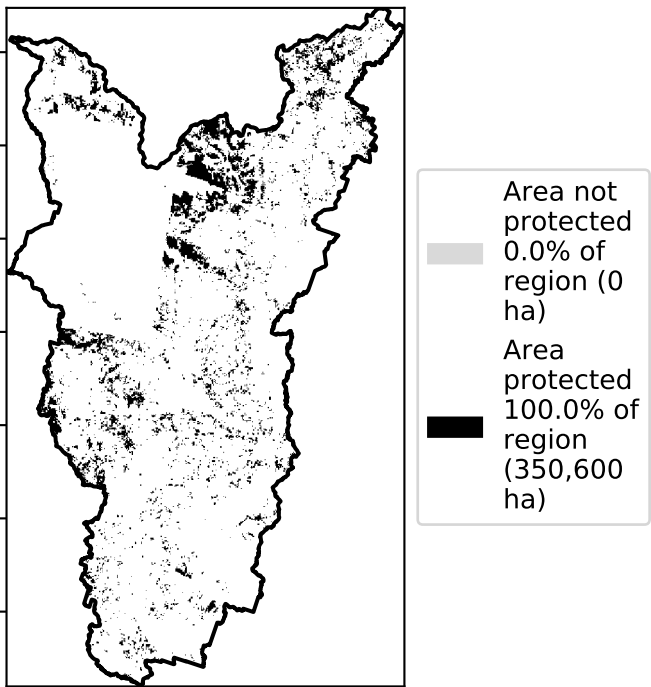 Area not
protected
0.0% of
region (0
ha)
Area
protected
100.0% of
region
(350,600
ha)